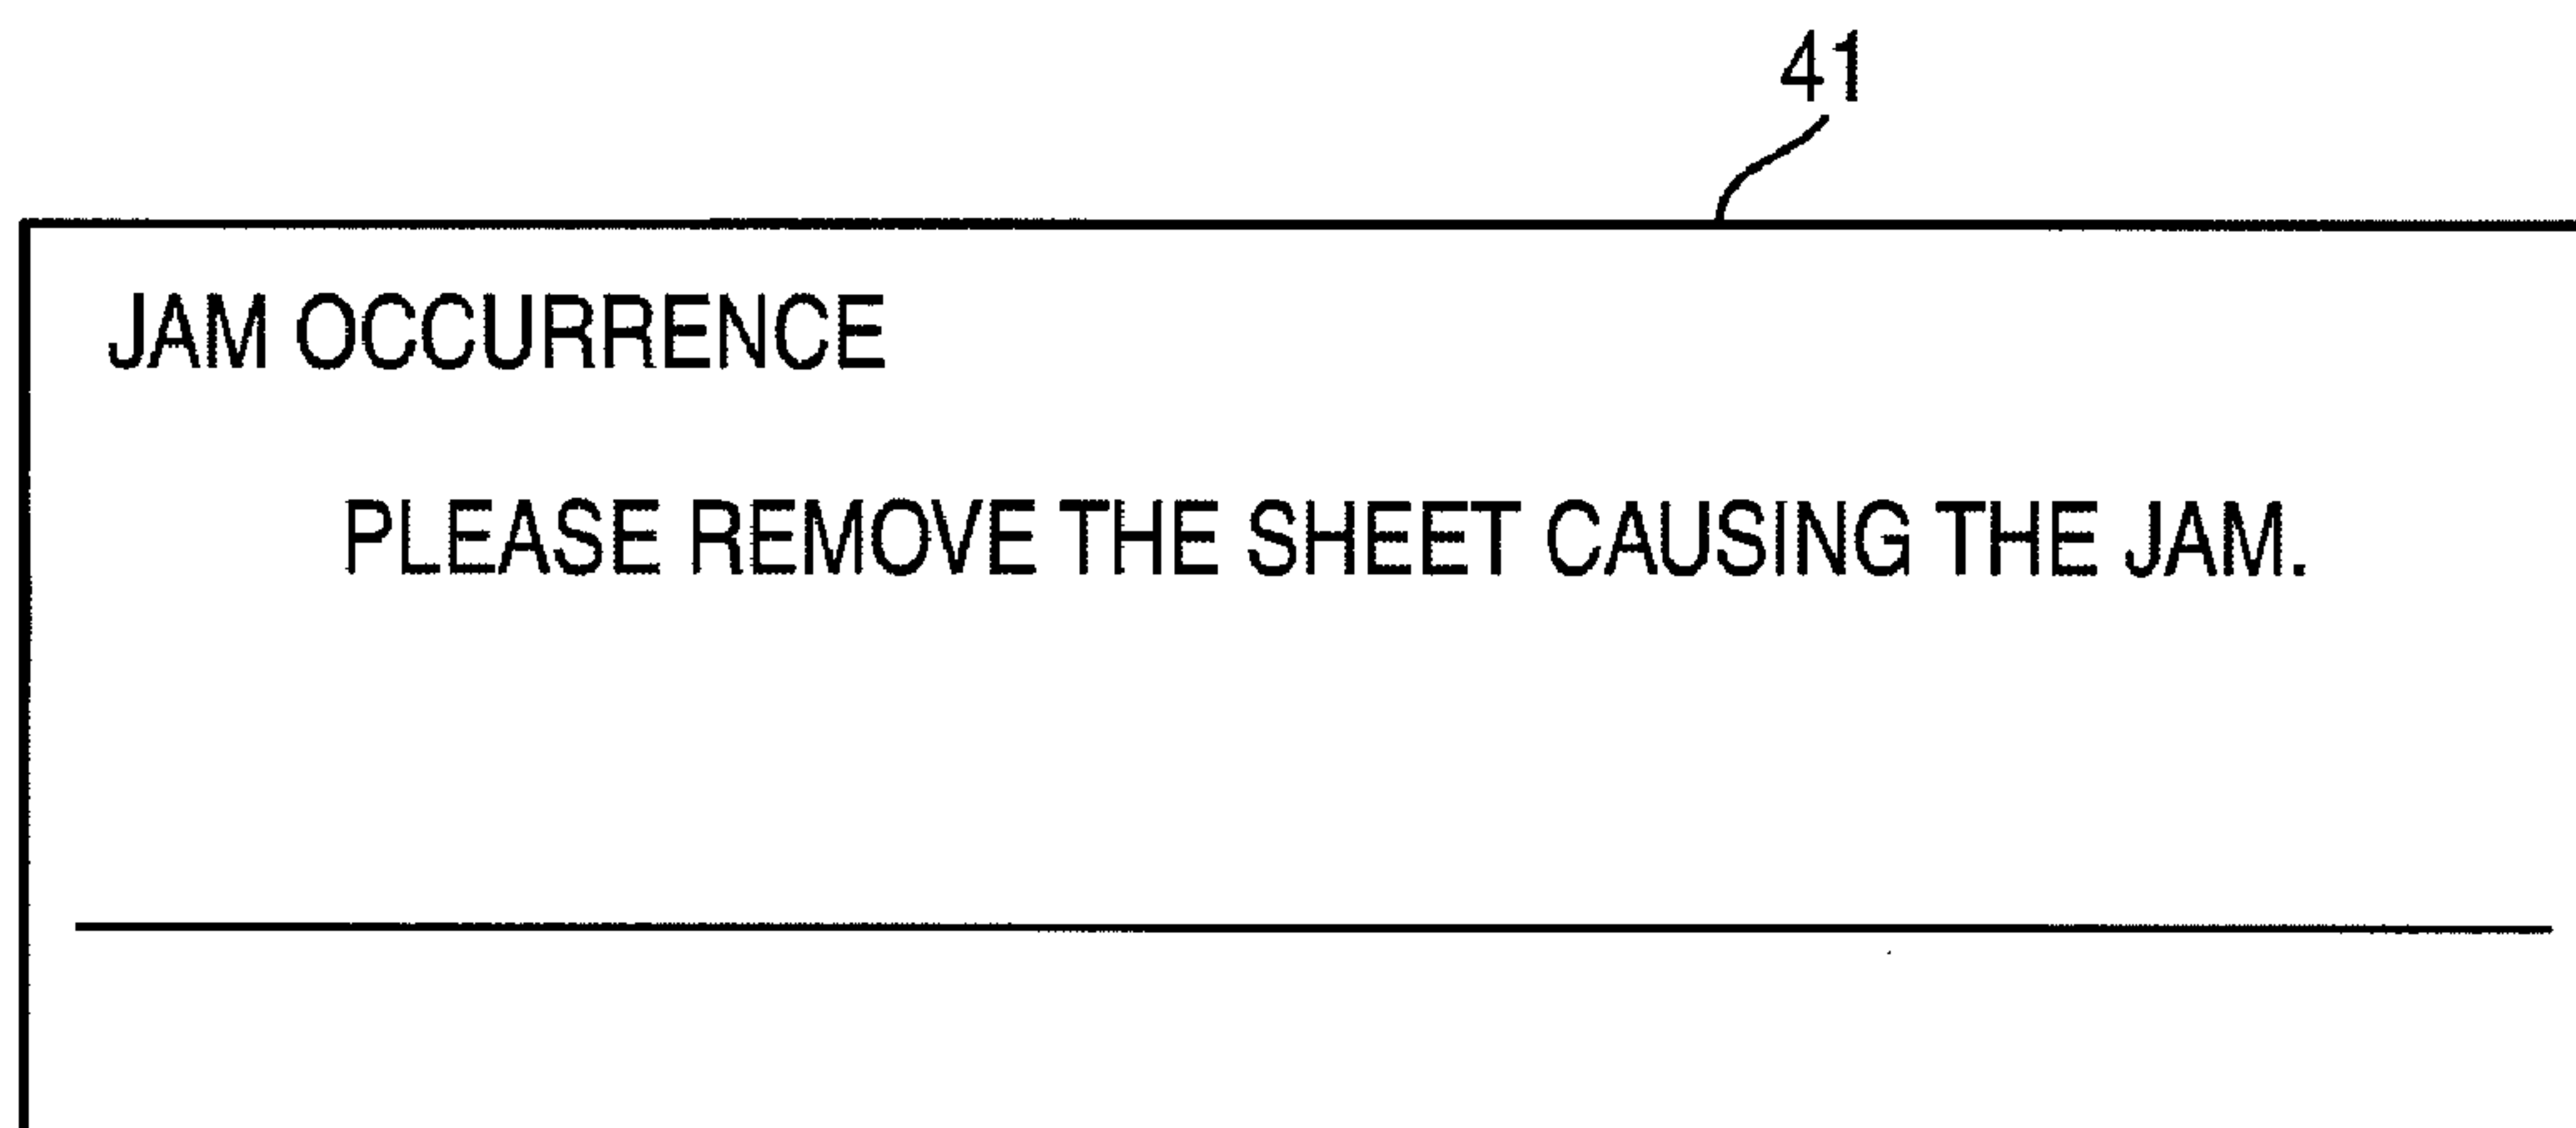 41
JAM OCCURRENCE
PLEASE REMOVE THE SHEET CAUSING THE JAM.